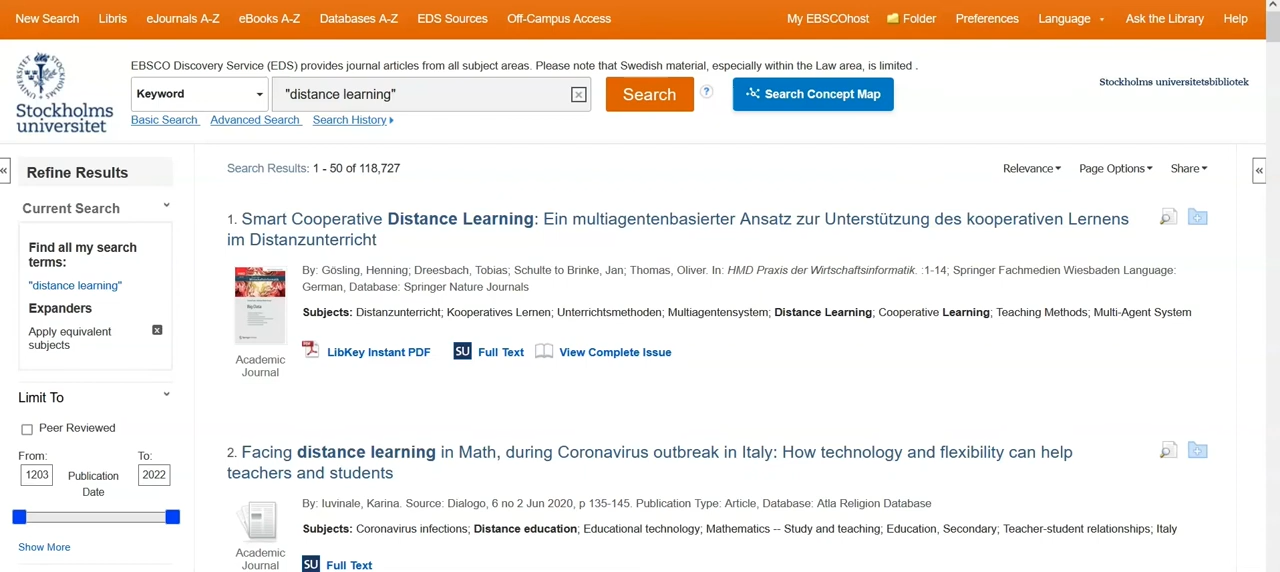 New Search Libris eJournals A-Z eBooks A-Z Databases A-Z EDS Sources Off-Campus Access My EBSCOhost Folder Preferences Language Ask the Library Help
EBSCO Discovery Service (EDS) provides journal articles from all subject areas. Please note that Swedish material, especially within the Law area, is limited .
Stockholms universitet
Keyword "distance learning" Search ? Search Concept Map
Stockholms universitetsbibliotek
Basic Search Advanced Search Search History
«
Refine Results
Current Search
Find all my search
terms:
"distance learning"
Expanders
Apply equivalent
subjects
Limit To
Peer Reviewed
From: To:
1203 Publication 2022
Date
Show More
Search Results: 1 - 50 of 118,727 Relevance Page Options Share
«
1. Smart Cooperative Distance Learning: Ein multiagentenbasierter Ansatz zur Unterstützung des kooperativen Lernens
im Distanzunterricht
By: Gösling, Henning; Dreesbach, Tobias; Schulte to Brinke, Jan; Thomas, Oliver. In: HMD Praxis der Wirtschaftsinformatik. :1-14; Springer Fachmedien Wiesbaden Language:
German, Database: Springer Nature Journals
Subjects: Distanzunterricht; Kooperatives Lernen; Unterrichtsmethoden; Multiagentensystem; Distance Learning; Cooperative Learning; Teaching Methods; Multi-Agent System
Academic
Journal
LibKey Instant PDF SU Full Text View Complete Issue
2. Facing distance learning in Math, during Coronavirus outbreak in Italy: How technology and flexibility can help
teachers and students
By: Iuvinale, Karina. Source: Dialogo, 6 no 2 Jun 2020, p 135-145. Publication Type: Article, Database: Atla Religion Database
Subjects: Coronavirus infections; Distance education; Educational technology; Mathematics -- Study and teaching; Education, Secondary; Teacher-student relationships; Italy
Academic
Journal
SU Full Text